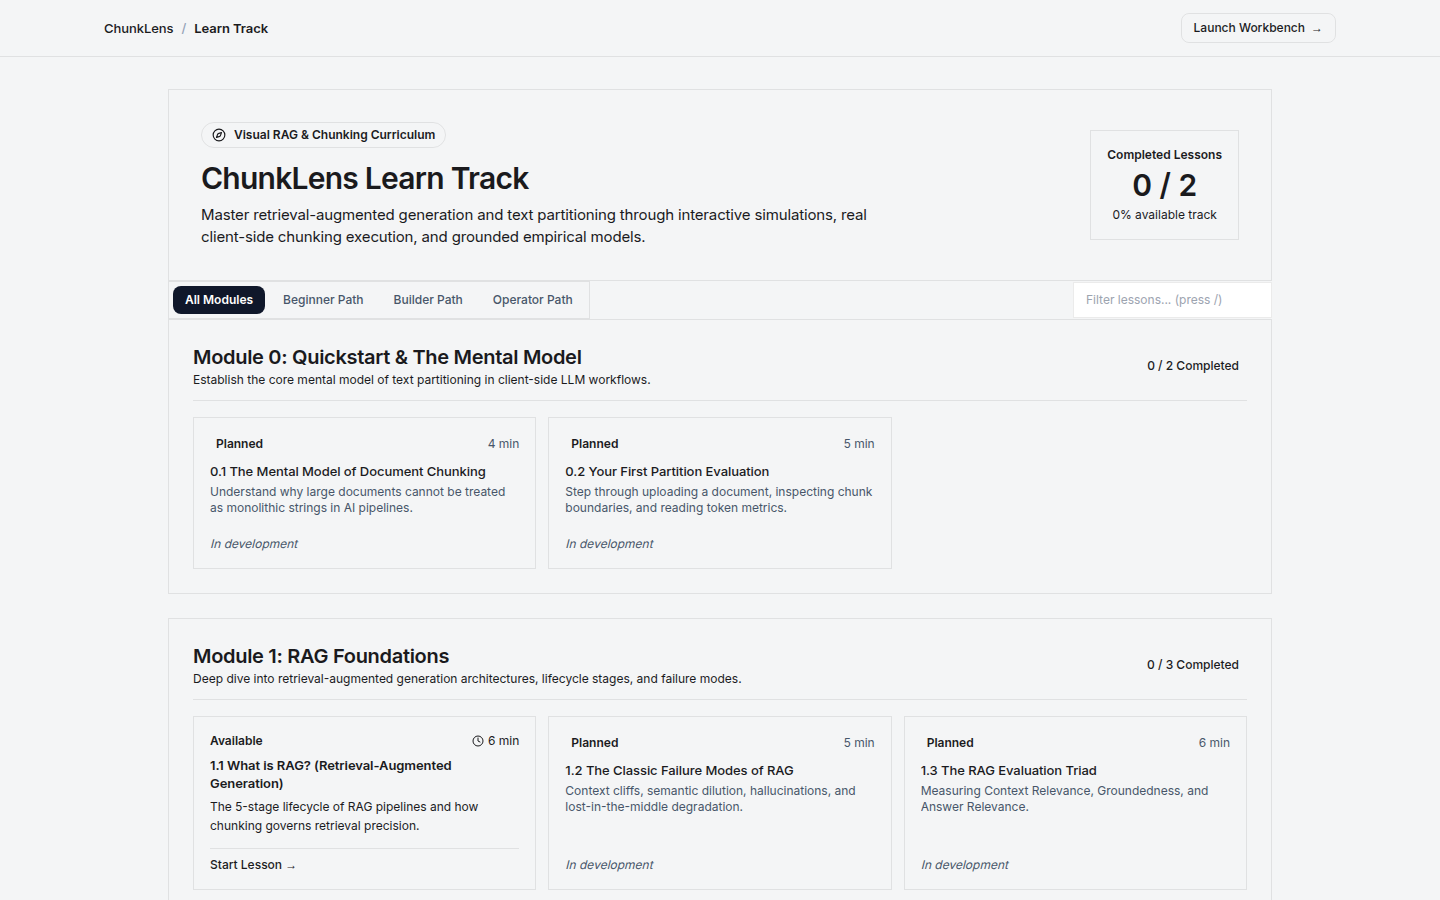 ChunkLens / Learn Track
Launch Workbench →
Visual RAG & Chunking Curriculum
ChunkLens Learn Track
Master retrieval-augmented generation and text partitioning through interactive simulations, real
client-side chunking execution, and grounded empirical models.
Completed Lessons
0 / 2
0% available track
All Modules
Beginner Path
Builder Path
Operator Path
Filter lessons... (press /)
Module 0: Quickstart & The Mental Model
Establish the core mental model of text partitioning in client-side LLM workflows.
0 / 2 Completed
Planned
4 min
0.1 The Mental Model of Document Chunking
Understand why large documents cannot be treated
as monolithic strings in AI pipelines.
In development
Planned
5 min
0.2 Your First Partition Evaluation
Step through uploading a document, inspecting chunk
boundaries, and reading token metrics.
In development
Module 1: RAG Foundations
Deep dive into retrieval-augmented generation architectures, lifecycle stages, and failure modes.
0 / 3 Completed
Available
6 min
1.1 What is RAG? (Retrieval-Augmented
Generation)
The 5-stage lifecycle of RAG pipelines and how
chunking governs retrieval precision.
Start Lesson →
Planned
5 min
1.2 The Classic Failure Modes of RAG
Context cliffs, semantic dilution, hallucinations, and
lost-in-the-middle degradation.
In development
Planned
6 min
1.3 The RAG Evaluation Triad
Measuring Context Relevance, Groundedness, and
Answer Relevance.
In development